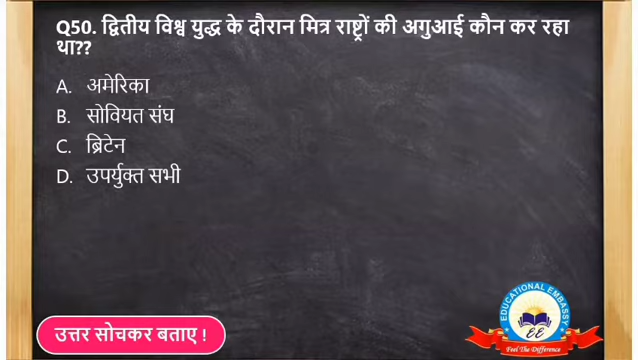 Q50. द्वितीय विश्व युद्ध के दौरान मित्र राष्ट्रों की अगुआई कौन कर रहा
था??
A. अमेरिका
B. सोवियत संघ
C. ब्रिटेन
D. उपर्युक्त सभी
उत्तर सोचकर बताए !
EDUCATIONAL EMBASSY
EE
Feel The Difference